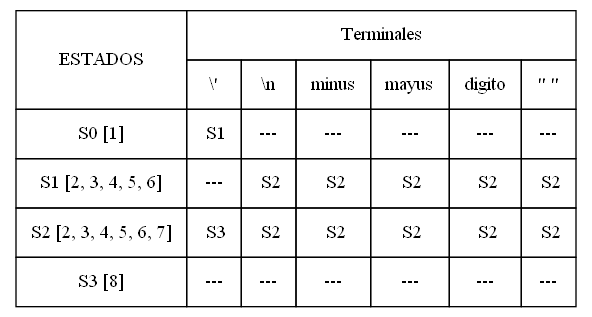 ESTADOS
Terminales
\' \n minus mayus digito " "
S0 [1] S1 --- --- --- --- ---
S1 [2, 3, 4, 5, 6] --- S2 S2 S2 S2 S2
S2 [2, 3, 4, 5, 6, 7] S3 S2 S2 S2 S2 S2
S3 [8] --- --- --- --- --- ---